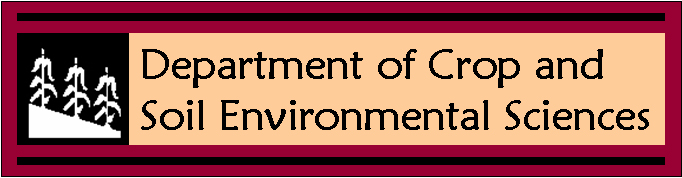 Department of Crop and
Soil Environmental Sciences